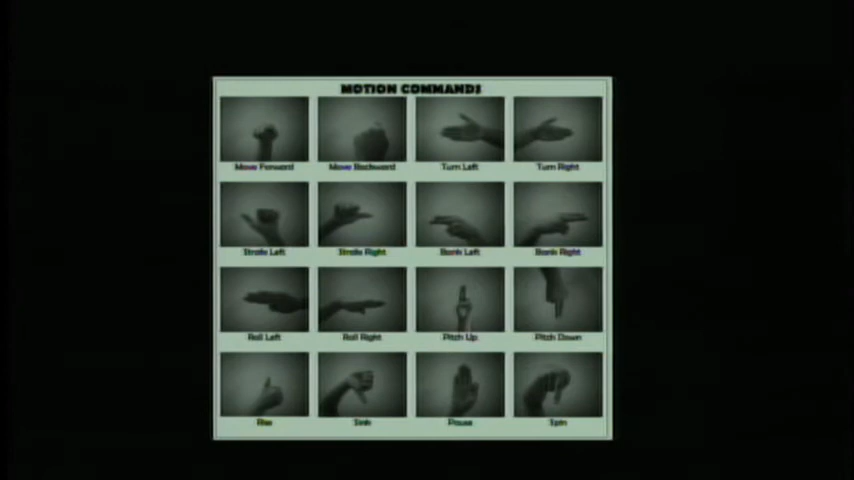 MOTION COMMANDS
Move Forward Move Backward Turn Left Turn Right
Strafe Left Strafe Right Bank Left Bank Right
Roll Left Roll Right Pitch Up Pitch Down
Rise Sink Pause Spin